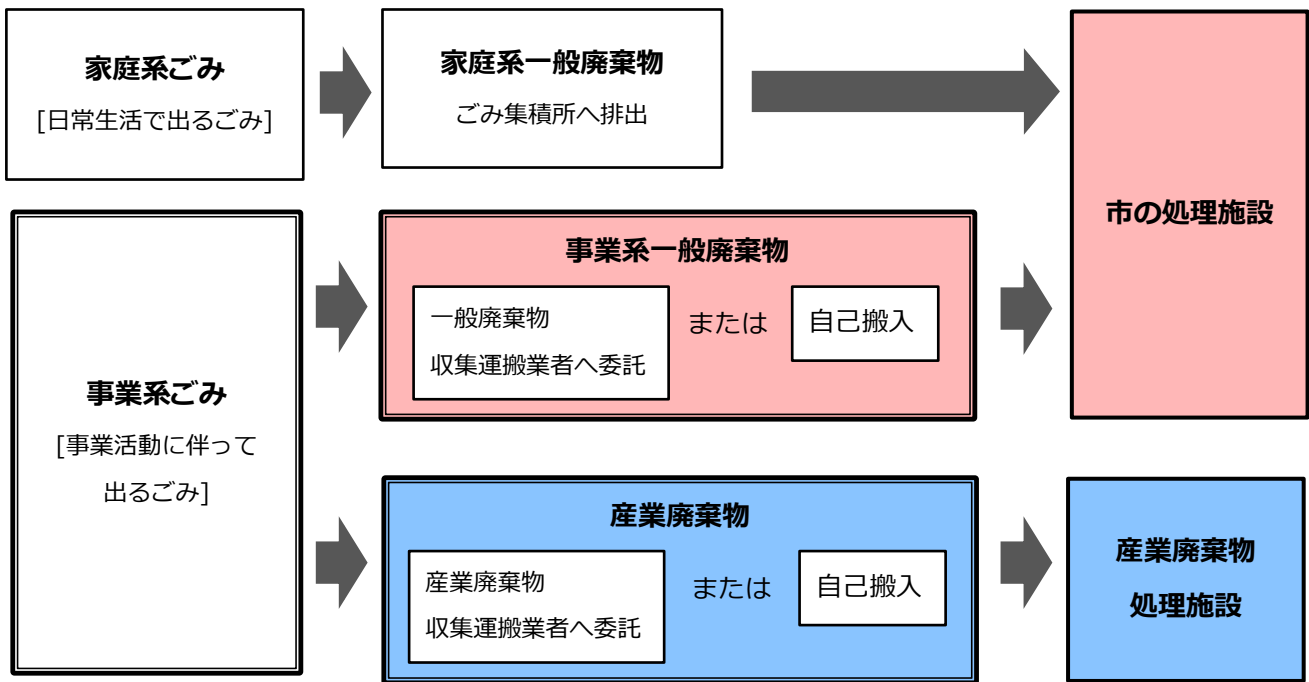 家庭系ごみ
[日常生活で出るごみ]
家庭系一般廃棄物
ごみ集積所へ排出
市の処理施設
事業系ごみ
[事業活動に伴って
出るごみ]
事業系一般廃棄物
一般廃棄物
収集運搬業者へ委託
または
自己搬入
産業廃棄物
産業廃棄物
収集運搬業者へ委託
または
自己搬入
産業廃棄物
処理施設